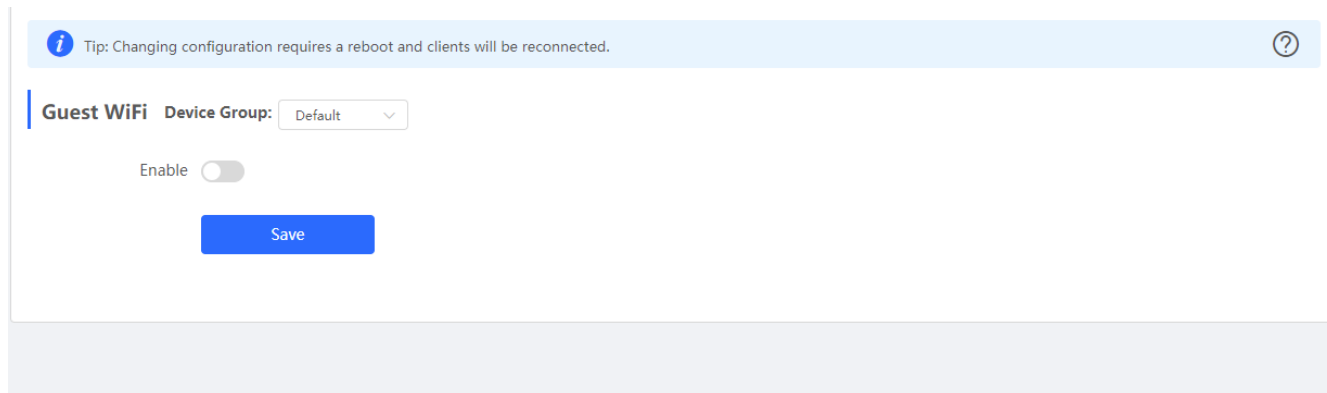 Tip: Changing configuration requires a reboot and clients will be reconnected.
Guest WiFi Device Group: Default
Enable
Save